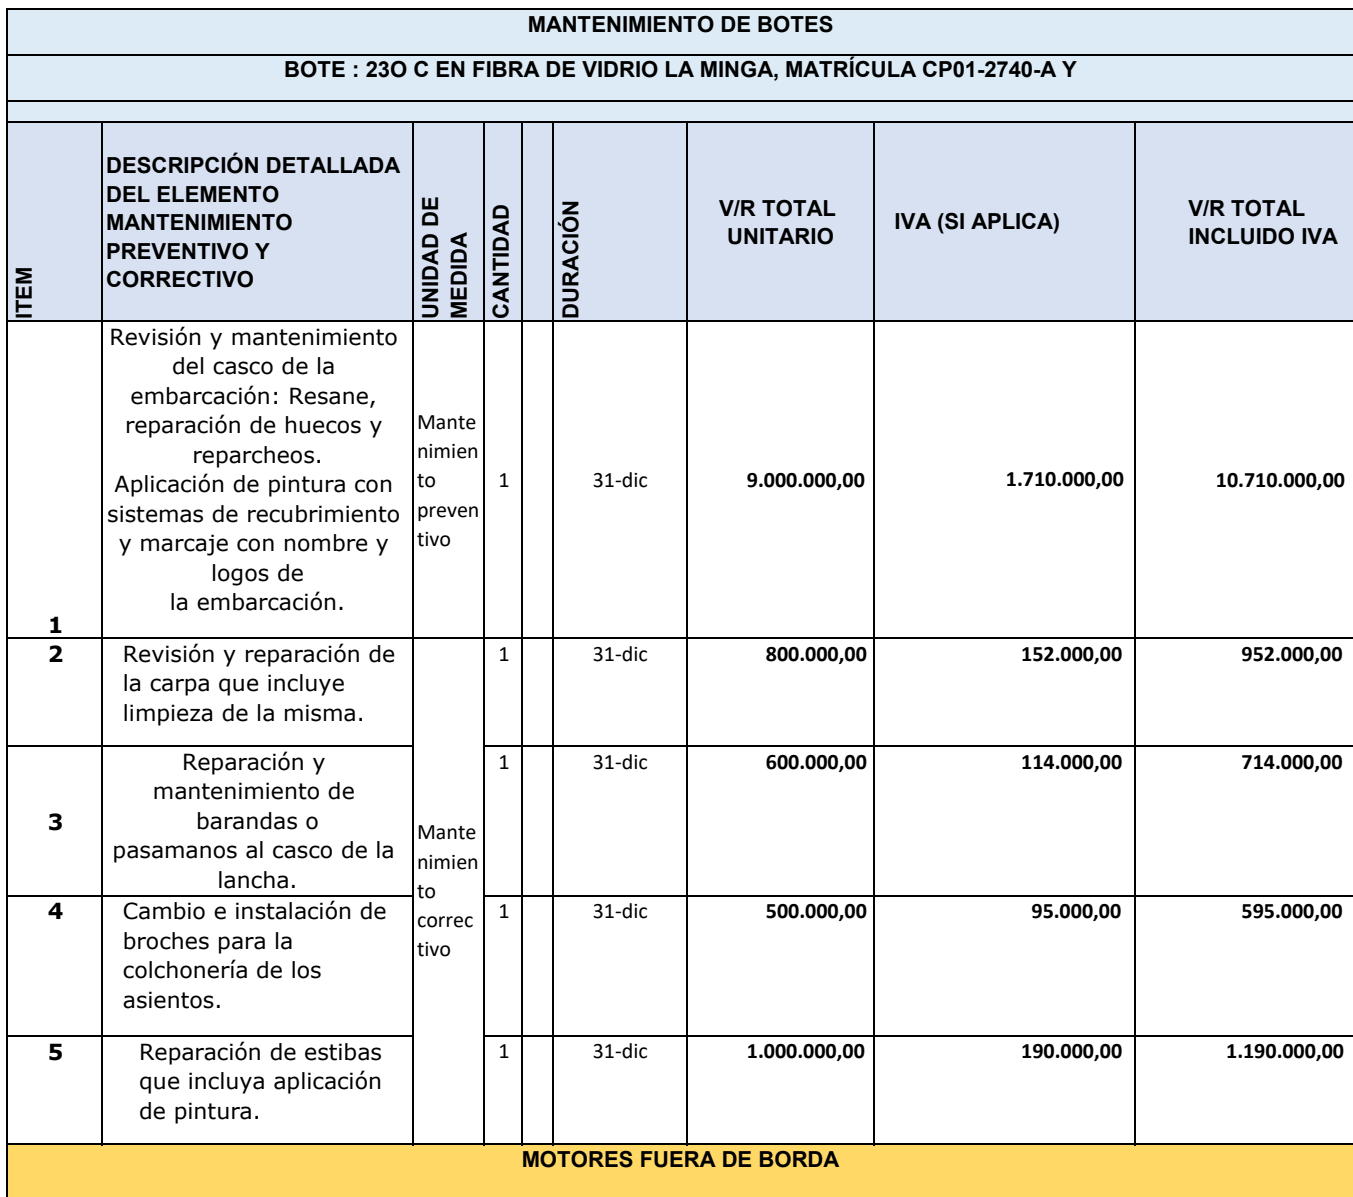 MANTENIMIENTO DE BOTES
BOTE : 23O C EN FIBRA DE VIDRIO LA MINGA, MATRÍCULA CP01-2740-A Y
ITEM
DESCRIPCIÓN DETALLADA
DEL ELEMENTO
MANTENIMIENTO
PREVENTIVO Y
CORRECTIVO
UNIDAD DE
MEDIDA
CANTIDAD
DURACIÓN
V/R TOTAL
UNITARIO
IVA (SI APLICA)
V/R TOTAL
INCLUIDO IVA
1
Revisión y mantenimiento
del casco de la
embarcación: Resane,
reparación de huecos y
reparcheos.
Aplicación de pintura con
sistemas de recubrimiento
y marcaje con nombre y
logos de
la embarcación.
Mante
nimien
to
preven
tivo
1
31-dic
9.000.000,00
1.710.000,00
10.710.000,00
2
Revisión y reparación de
la carpa que incluye
limpieza de la misma.
Mante
nimien
to
correc
tivo
1
31-dic
800.000,00
152.000,00
952.000,00
3
Reparación y
mantenimiento de
barandas o
pasamanos al casco de la
lancha.
1
31-dic
600.000,00
114.000,00
714.000,00
4
Cambio e instalación de
broches para la
colchonería de los
asientos.
1
31-dic
500.000,00
95.000,00
595.000,00
5
Reparación de estibas
que incluya aplicación
de pintura.
1
31-dic
1.000.000,00
190.000,00
1.190.000,00
MOTORES FUERA DE BORDA